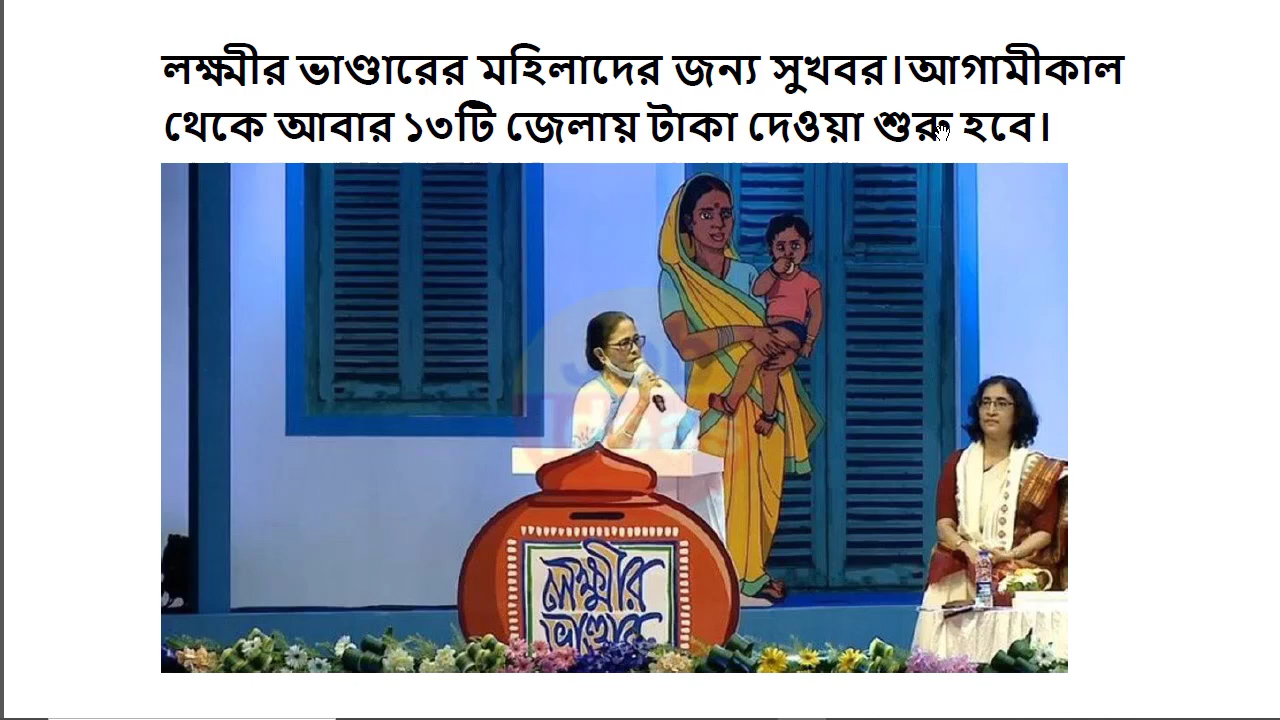 লক্ষ্মীর ভাণ্ডারের মহিলাদের জন্য সুখবর।আগামীকাল
থেকে আবার ১৩টি জেলায় টাকা দেওয়া শুরু হবে।
লক্ষ্মীর
ভাণ্ডার